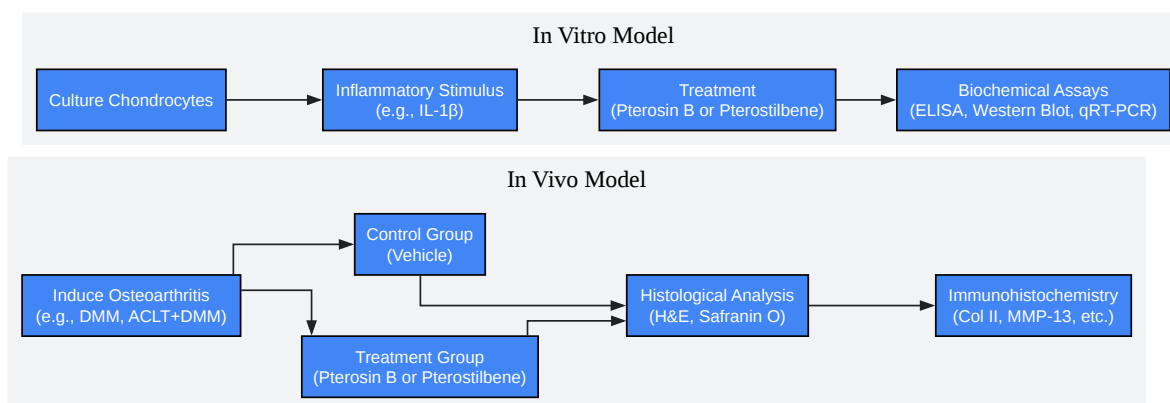 In Vitro Model
Culture Chondrocytes
Inflammatory Stimulus
(e.g., IL-1β)
Treatment
(Pterosin B or Pterostilbene)
Biochemical Assays
(ELISA, Western Blot, qRT-PCR)
In Vivo Model
Induce Osteoarthritis
(e.g., DMM, ACLT+DMM)
Control Group
(Vehicle)
Treatment Group
(Pterosin B or Pterostilbene)
Histological Analysis
(H&E, Safranin O)
Immunohistochemistry
(Col II, MMP-13, etc.)